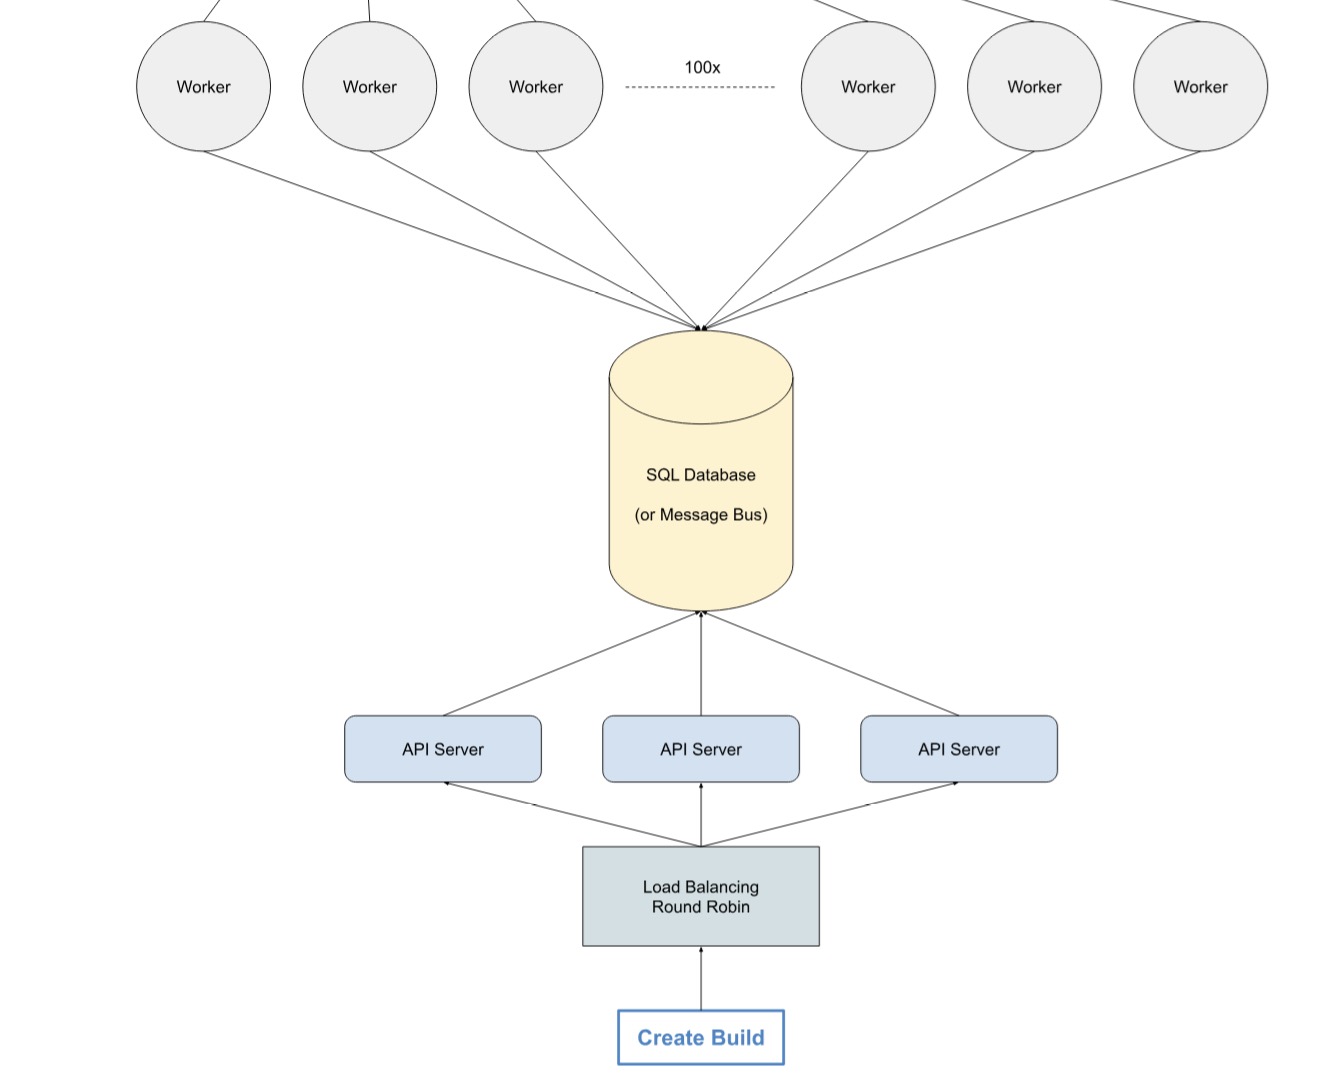 100x
Worker
Worker
Worker
Worker
Worker
Worker
SQL Database
(or Message Bus)
API Server
API Server
API Server
Load Balancing
Round Robin
Create Build